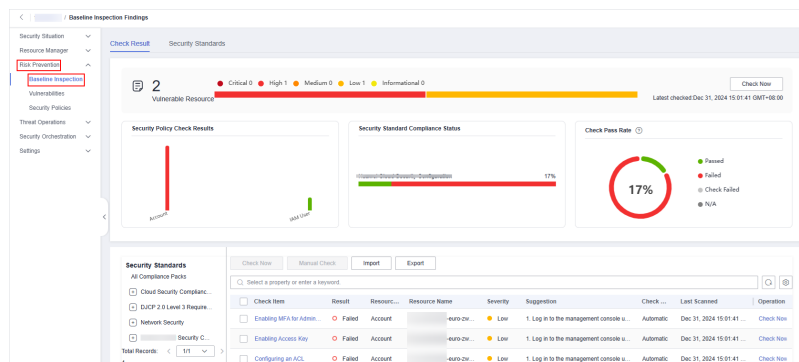 / Baseline Inspection Findings
Security Situation
Resource Manager
Risk Prevention
Baseline Inspection
Vulnerabilities
Security Policies
Threat Operations
Security Orchestration
Settings
Check Result Security Standards
2
Vulnerable Resource
Critical 0 High 1 Medium 0 Low 1 Informational 0
Check Now
Latest checked:Dec 31, 2024 15:01:41 GMT+08:00
Security Policy Check Results
Account
IAM User
Security Standard Compliance Status
17%
Check Pass Rate
17%
Passed
Failed
Check Failed
N/A
Security Standards
All Compliance Packs
Cloud Security Complianc...
DJCP 2.0 Level 3 Require...
Network Security
Security C...
Total Records: < 1/1 >
Check Now Manual Check Import Export
Select a property or enter a keyword.
Check Item Result Resourc... Resource Name Severity Suggestion Check ... Last Scanned Operation
Enabling MFA for Admin... Failed Account -euro-zw... Low 1. Log in to the management console u... Automatic Dec 31, 2024 15:01:41 ... Check Now
Enabling Access Key Failed Account -euro-zw... Low 1. Log in to the management console u... Automatic Dec 31, 2024 15:01:41 ... Check Now
Configuring an ACL Failed Account -euro-zw... Low 1. Log in to the management console u... Automatic Dec 31, 2024 15:01:41 ... Check Now